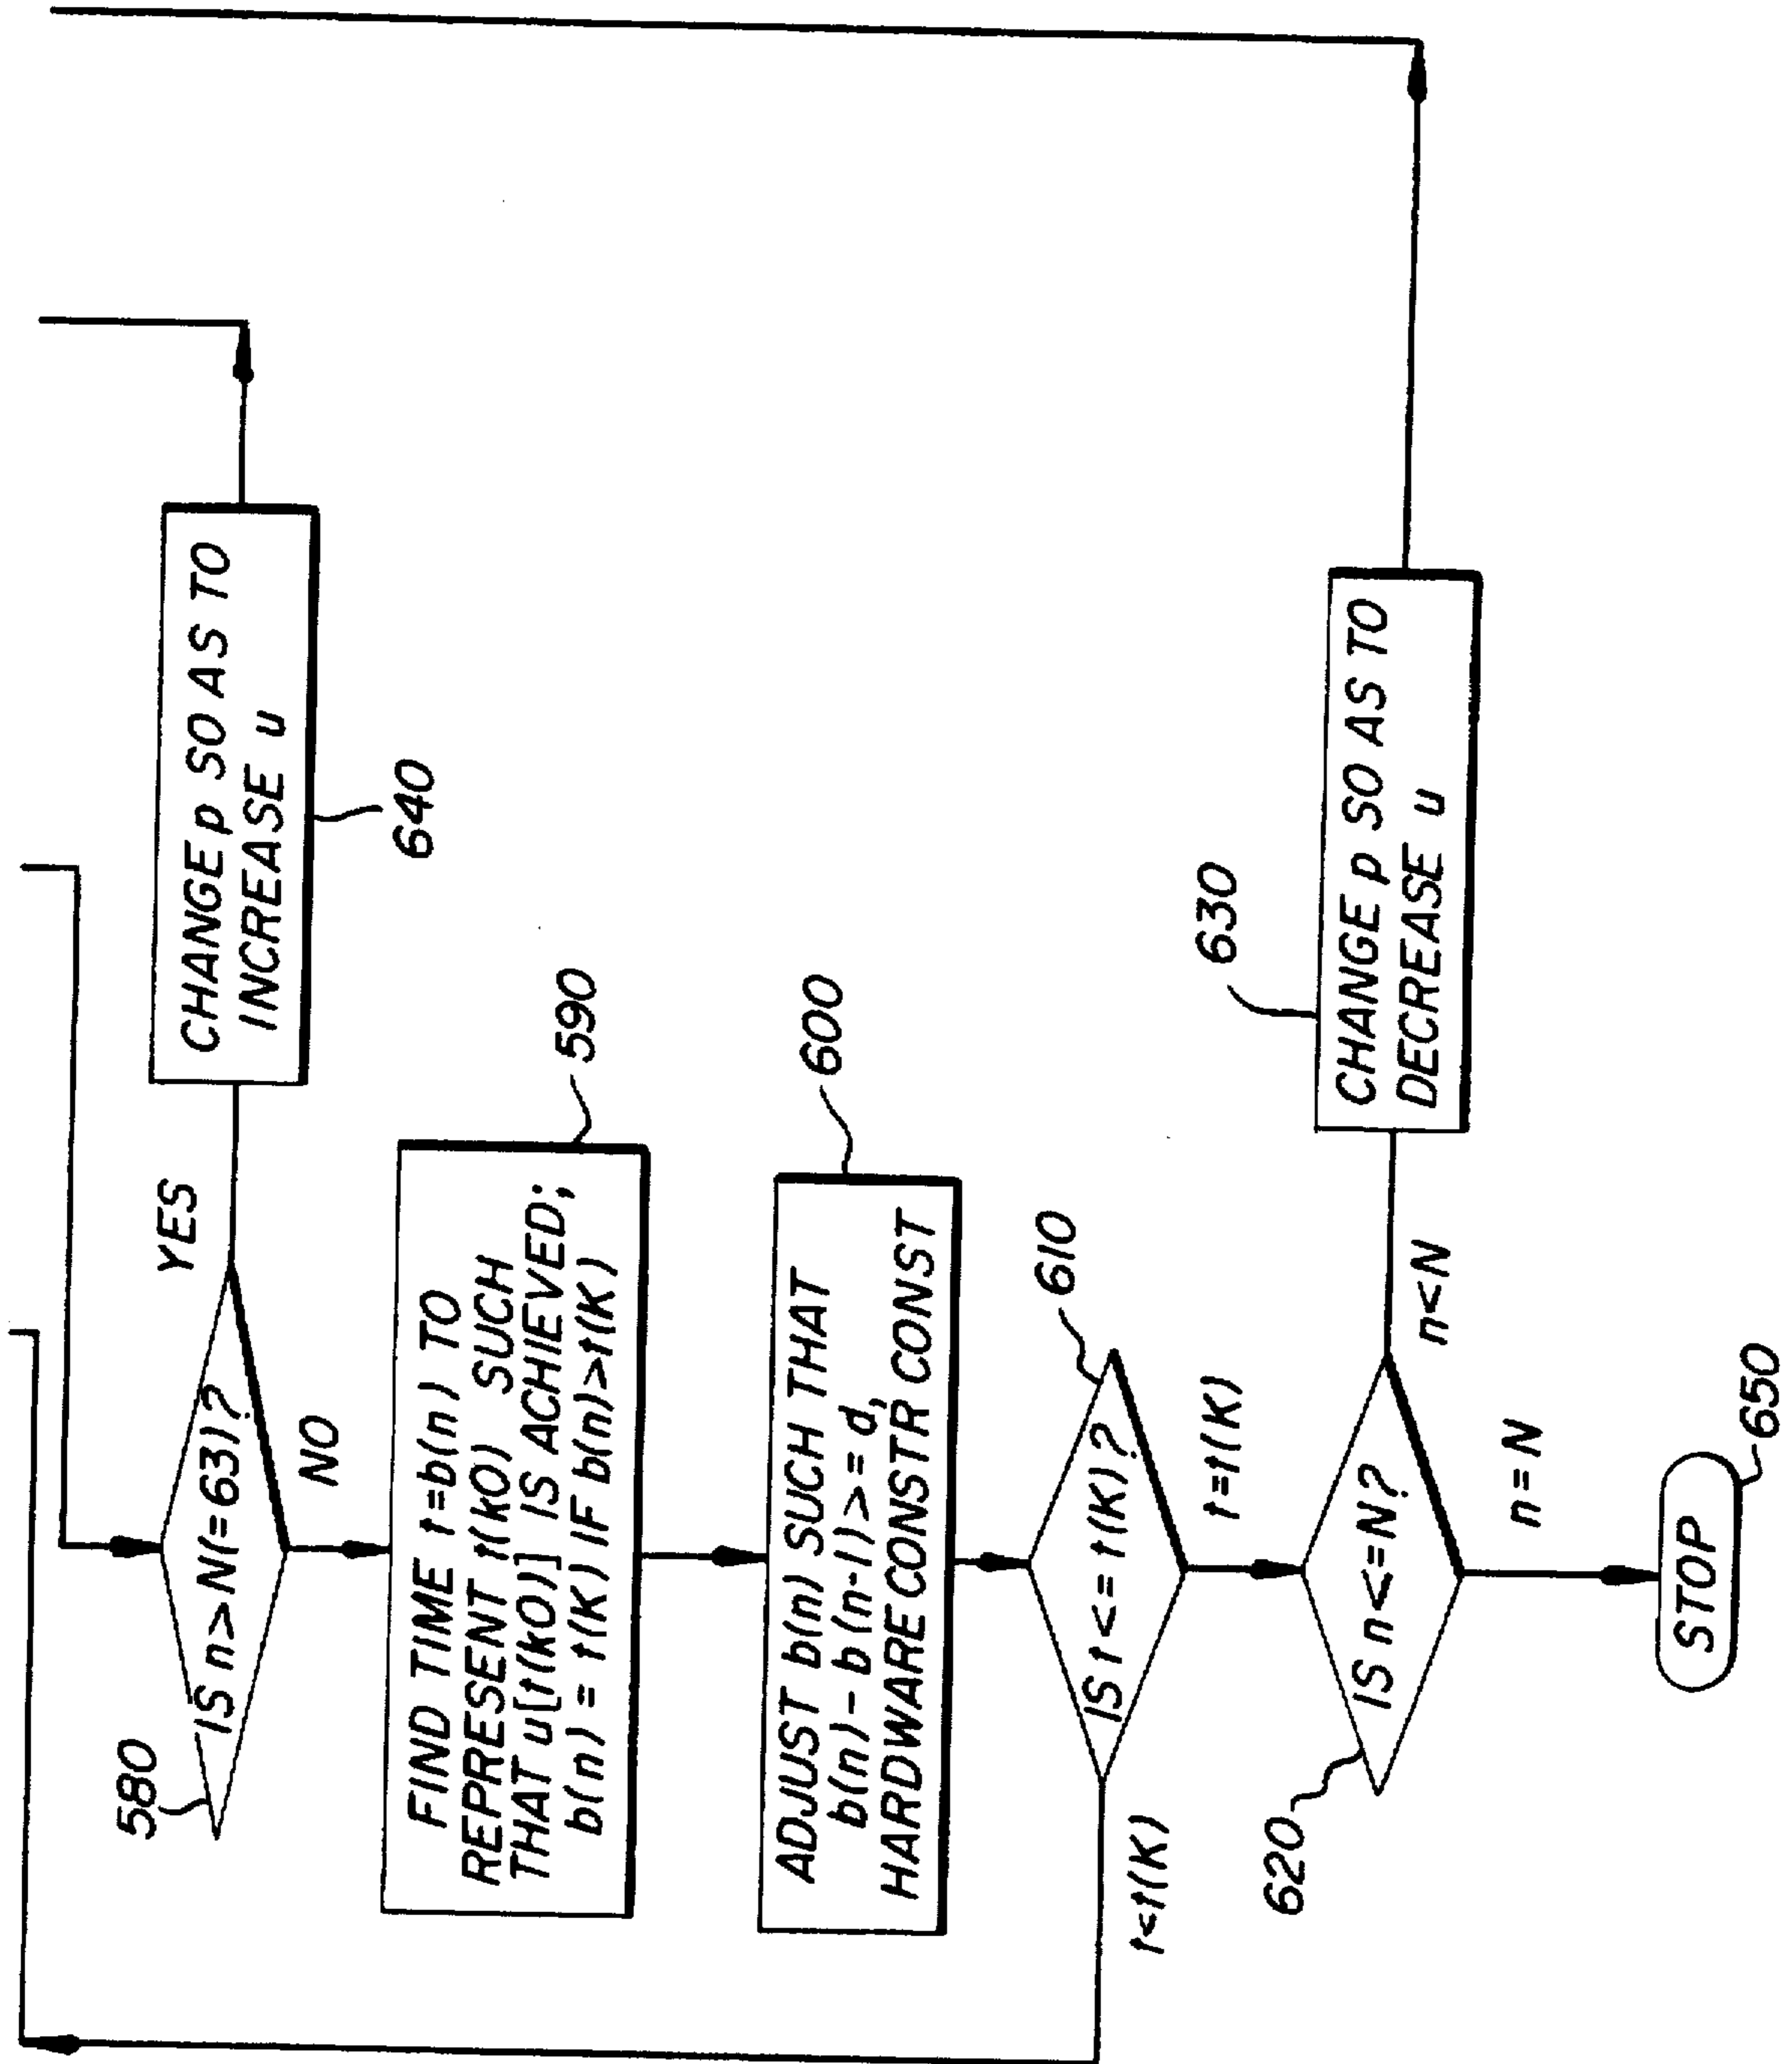 580
IS n>N(=63)?
YES
CHANGE p SO AS TO
INCREASE u
640
NO
FIND TIME t=b(n) TO
REPRESENT t(kO) SUCH
THAT u[t(kO)] IS ACHIEVED;
b(n) = t(K) IF b(n)>t(K)
590
ADJUST b(n) SUCH THAT
b(n)-b(n-1)>=d,
HARDWARE CONSTR CONST
600
IS t<=t(K)?
610
t<t(K)
t=t(K)
620
IS n<=N?
n<N
630
CHANGE p SO AS TO
DECREASE u
n=N
STOP
650